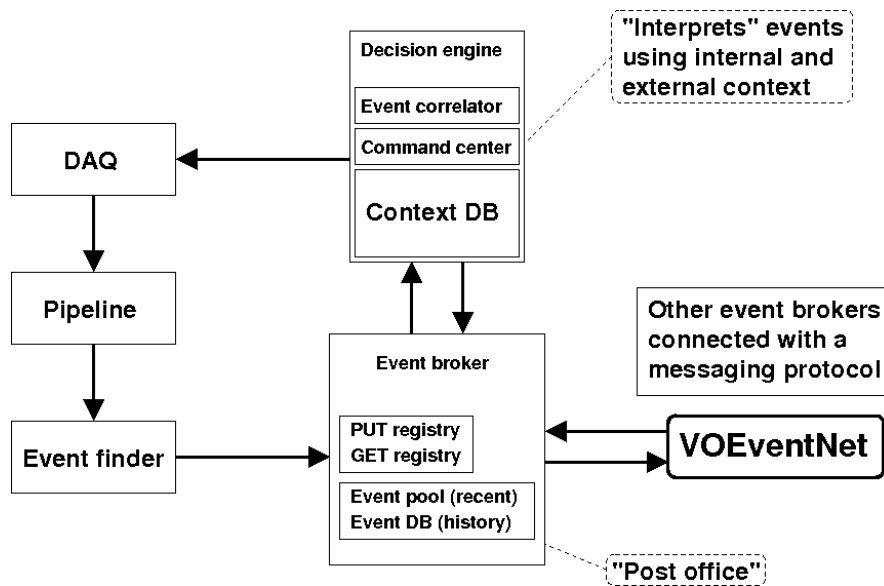 Decision engine
Event correlator
Command center
Context DB
"Interprets" events
using internal and
external context
DAQ
Pipeline
Event finder
Event broker
PUT registry
GET registry
Event pool (recent)
Event DB (history)
"Post office"
Other event brokers
connected with a
messaging protocol
VOEventNet